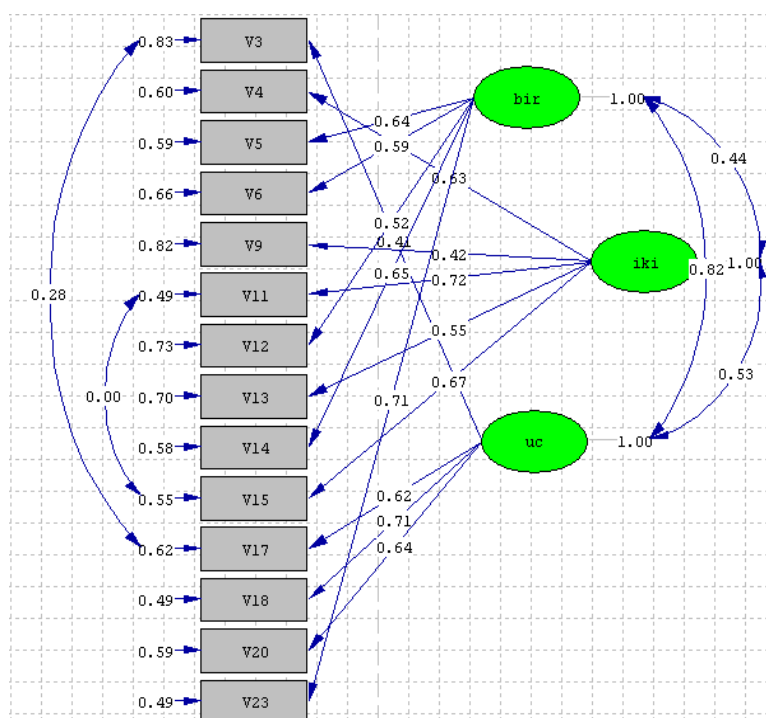 0.83 V3
0.60 V4
bir 1.00
0.59 V5 0.64
0.59
0.44
0.66 V6 0.53
0.52
0.82 V9 0.41 0.42
iki 0.82 1.00
0.65 0.72
0.28 0.49 V11
0.55
0.73 V12
0.53
0.67
0.00 0.70 V13 0.71
0.58 V14 uc 1.00
0.55 V15 0.62
0.71
0.62 V17 0.64
0.49 V18
0.59 V20
0.49 V23